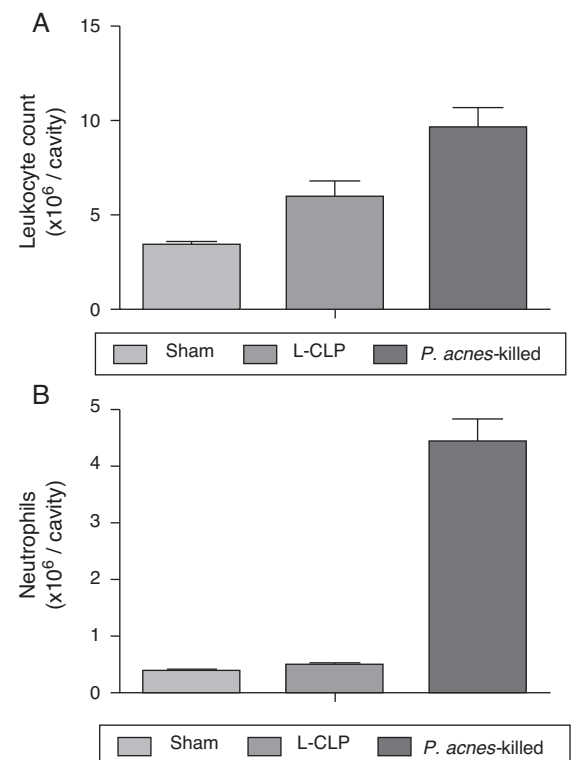 A
15
10
5
0
Leukocyte count
(x10⁶ / cavity)
Sham L-CLP P. acnes-killed
B
5
4
3
2
1
0
Neutrophils
(x10⁶ / cavity)
Sham L-CLP P. acnes-killed